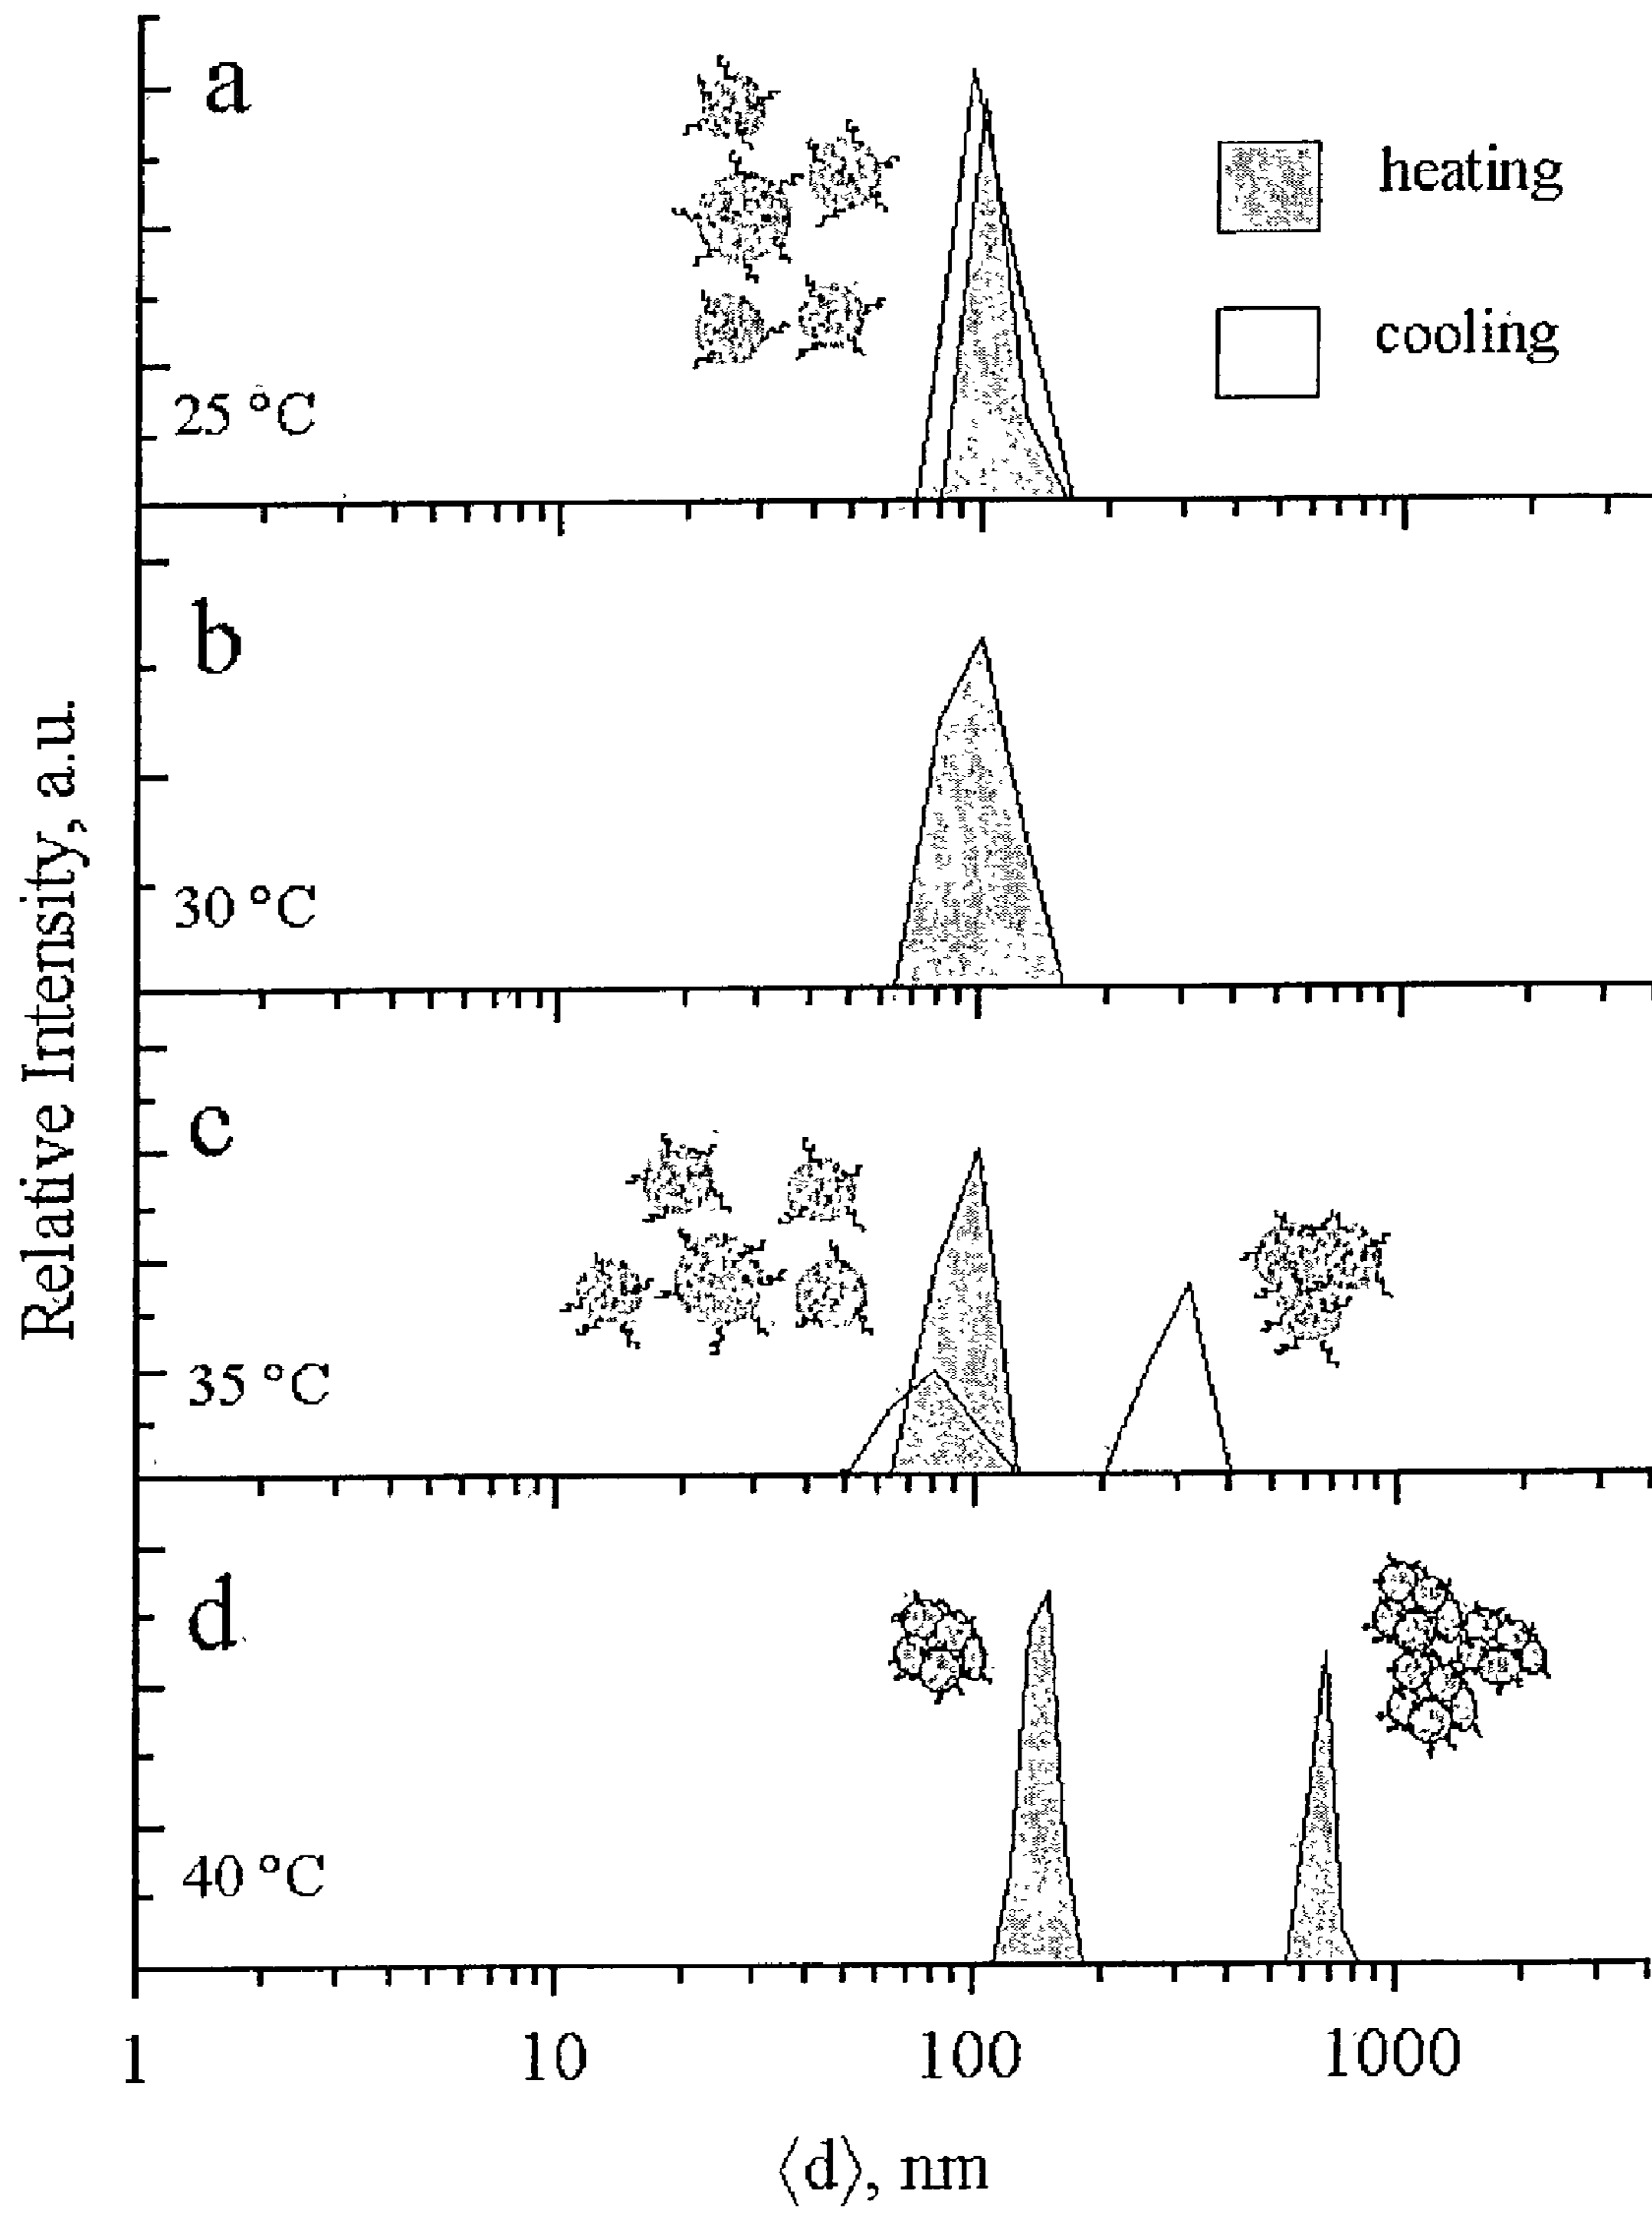 a
heating
cooling
25 °C
b
30 °C
c
35 °C
d
40 °C
Relative Intensity, a.u.
1 10 100 1000
⟨d⟩, nm